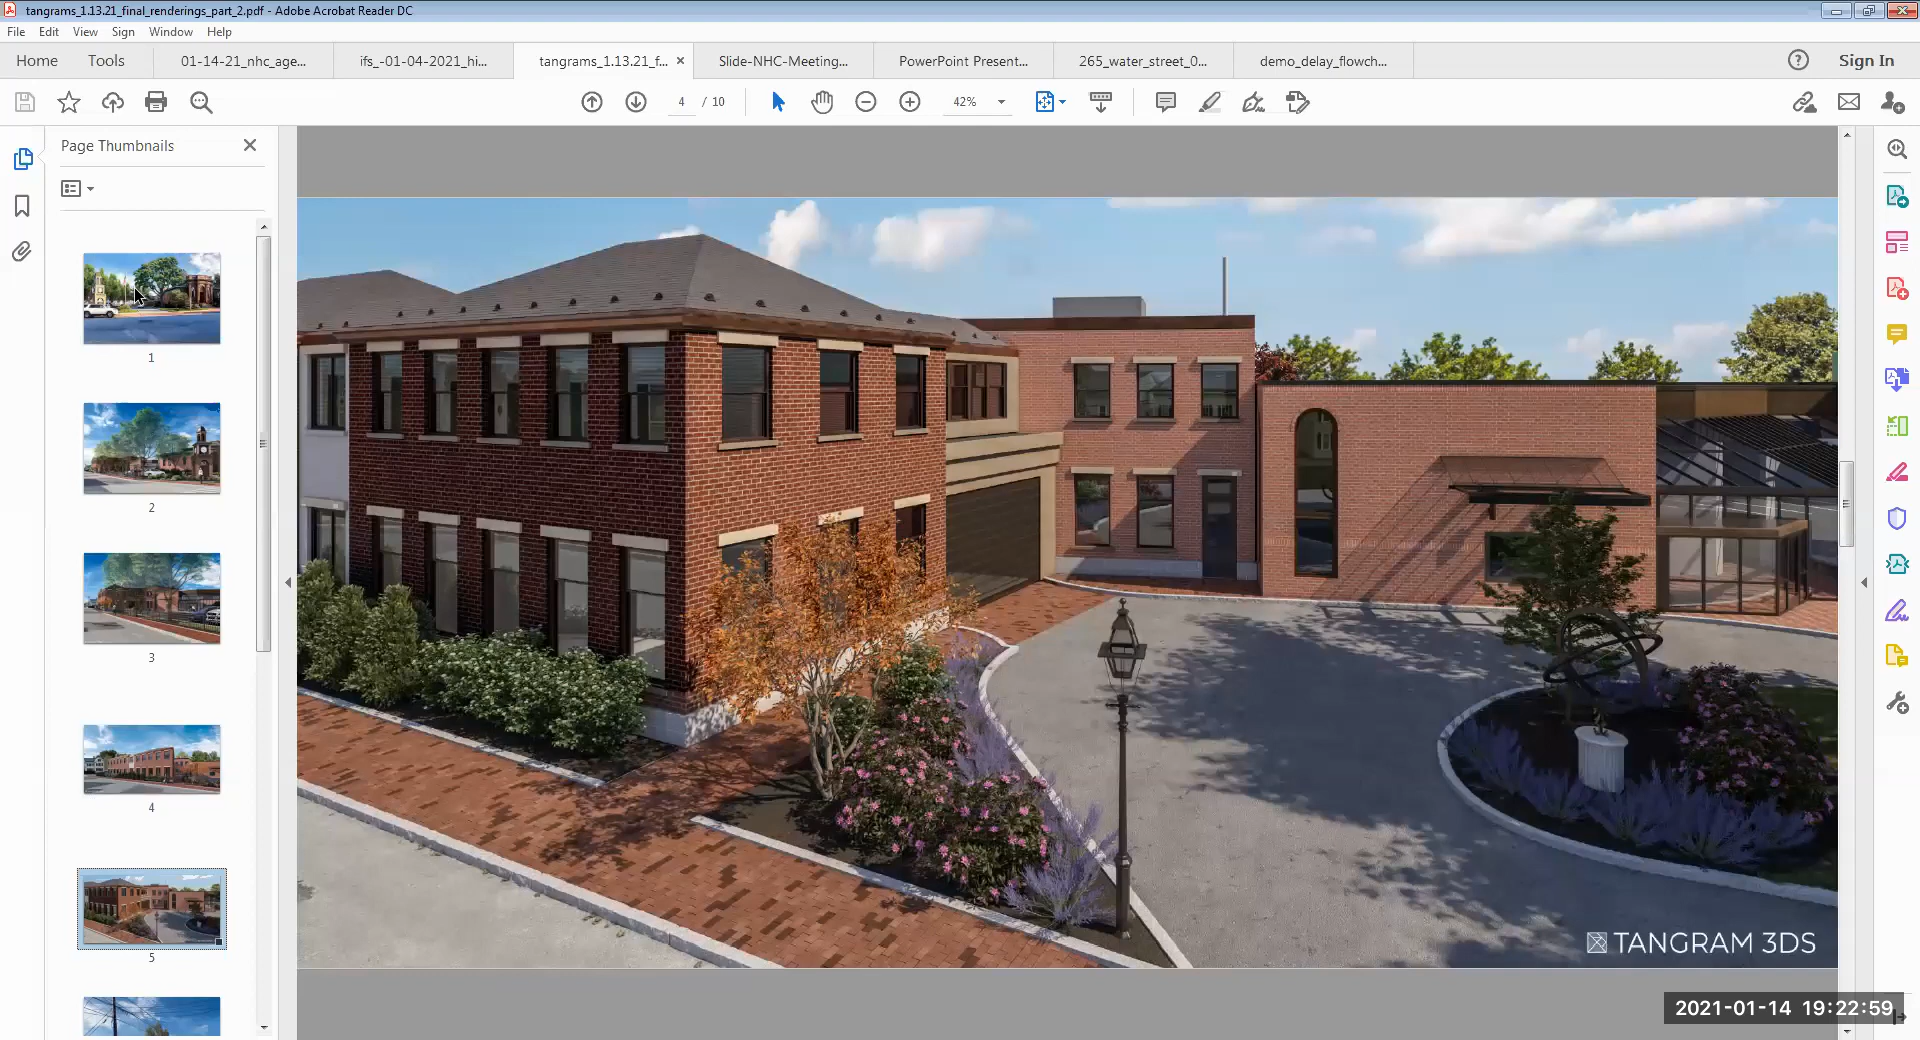 tangrams_1.13.21_final_renderings_part_2.pdf - Adobe Acrobat Reader DC
File Edit View Sign Window Help
Home Tools 01-14-21_nhc_age... ifs_-01-04-2021_hi... tangrams_1.13.21_f... Slide-NHC-Meeting... PowerPoint Present... 265_water_street_0... demo_delay_flowch... Sign In
4 / 10 42%
Page Thumbnails
1
2
3
4
5
TANGRAM 3DS
2021-01-14 19:22:59